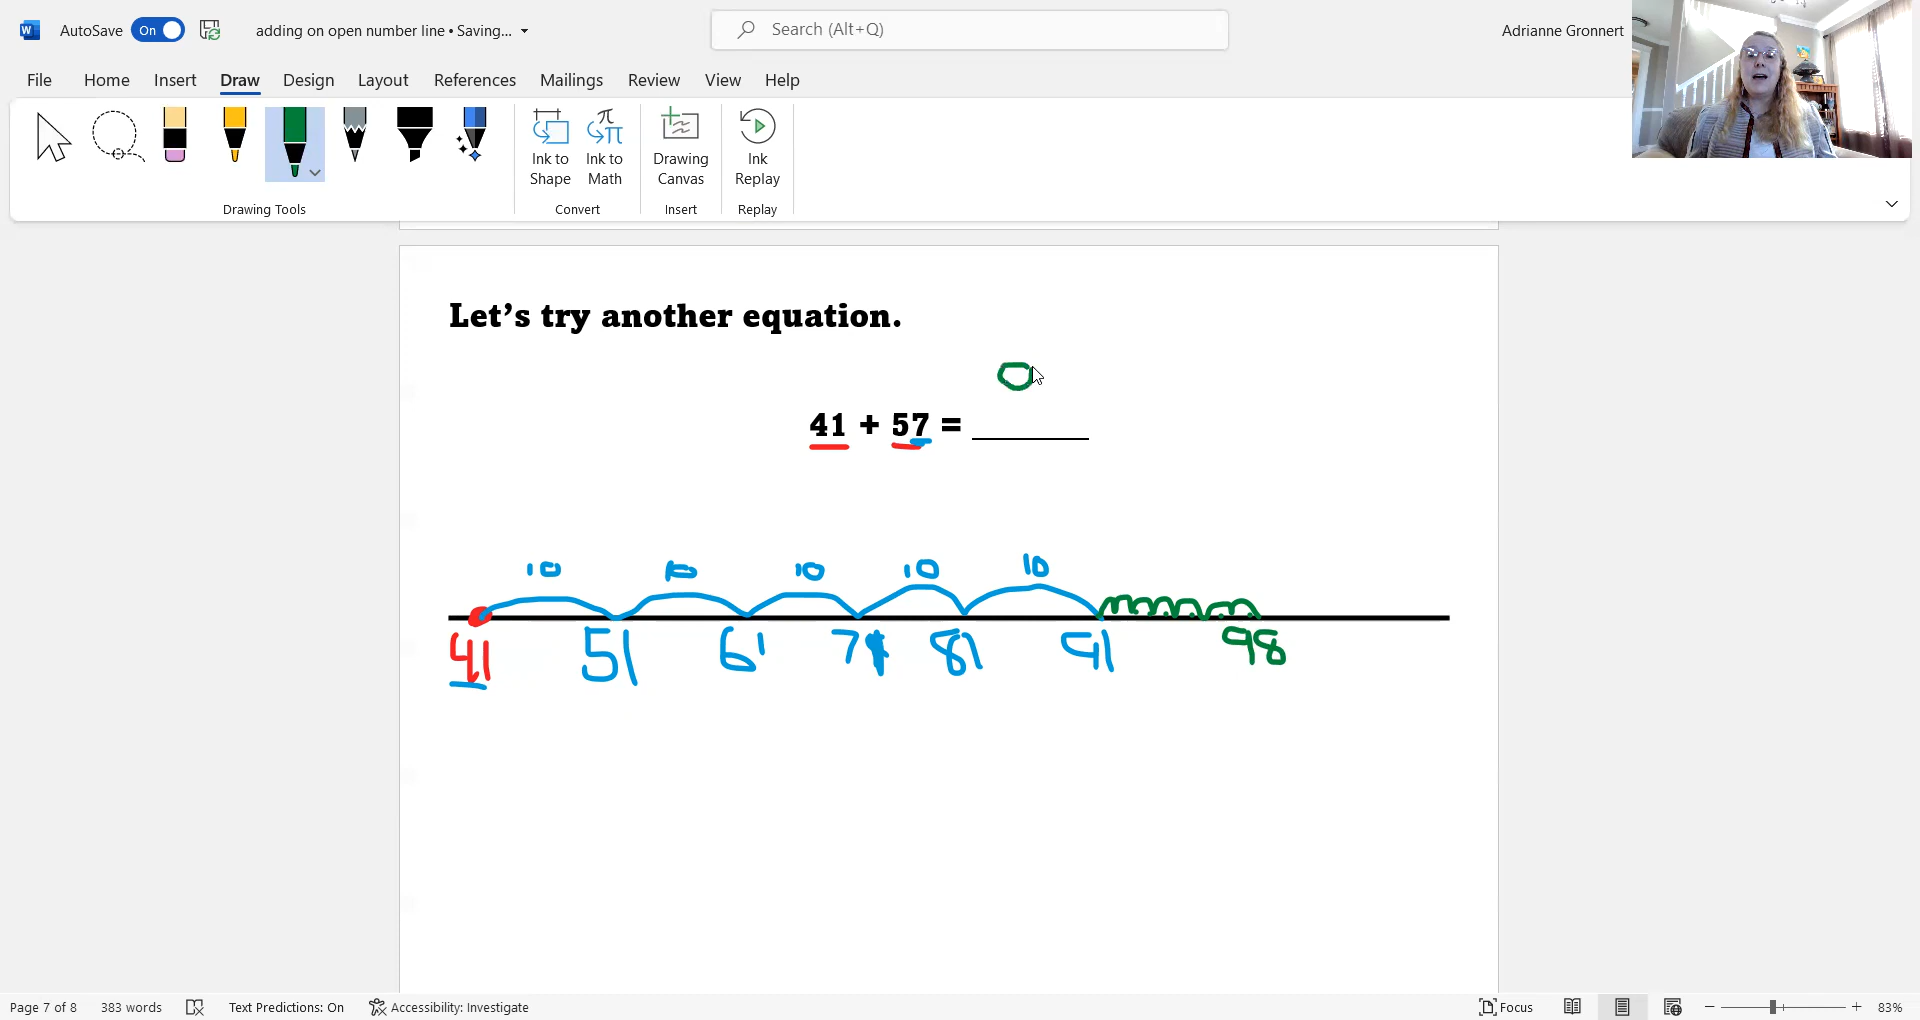 AutoSave On adding on open number line • Saving... Search (Alt+Q) Adrianne Gronnert
File Home Insert Draw Design Layout References Mailings Review View Help
Ink to Shape Ink to Math Drawing Canvas Ink Replay
Drawing Tools Convert Insert Replay
Let's try another equation.
41 + 57 = ________
10 10 10 10 10
41 51 61 71 81 91 98
Page 7 of 8 383 words Text Predictions: On Accessibility: Investigate Focus 83%